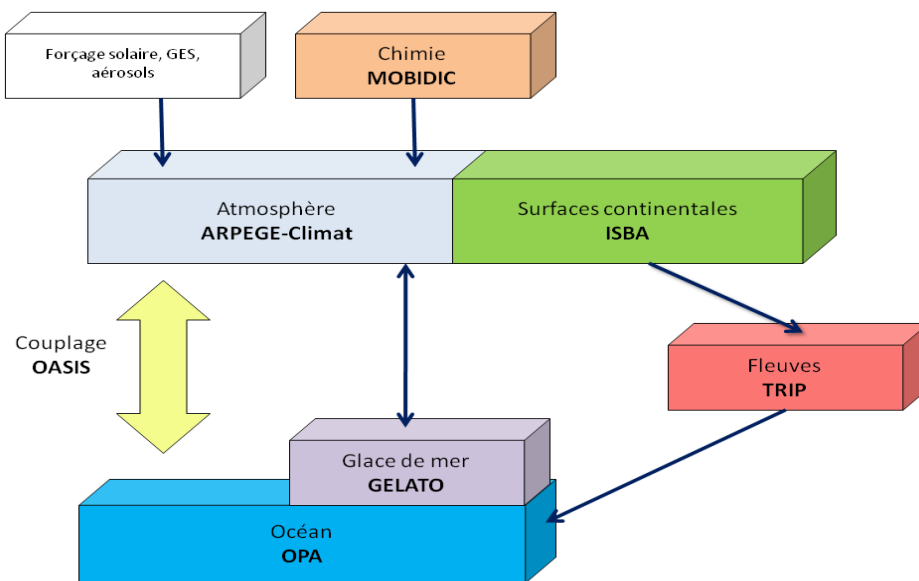 Forçage solaire, GES,
aérosols
Chimie
MOBIDIC
Atmosphère
ARPEGE-Climat
Surfaces continentales
ISBA
Couplage
OASIS
Fleuves
TRIP
Glace de mer
GELATO
Océan
OPA